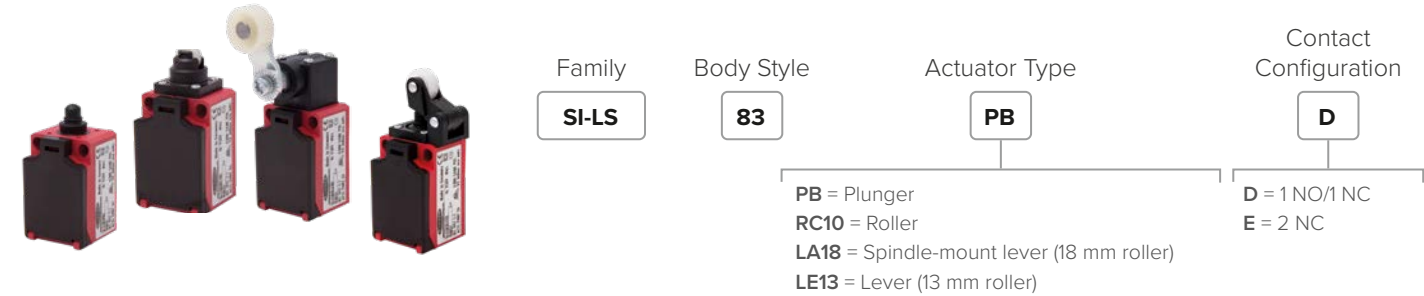 Family
Body Style
Actuator Type
Contact
Configuration
SI-LS
83
PB
D
PB = Plunger
RC10 = Roller
LA18 = Spindle-mount lever (18 mm roller)
LE13 = Lever (13 mm roller)
D = 1 NO/1 NC
E = 2 NC